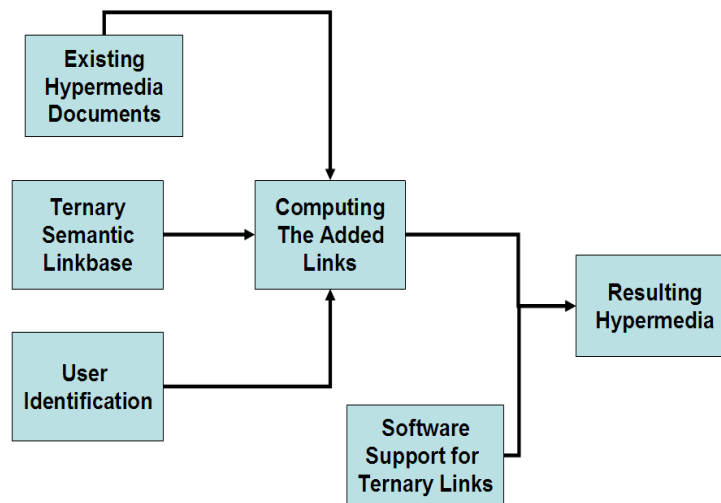 Existing
Hypermedia
Documents
Ternary
Semantic
Linkbase
Computing
The Added
Links
Resulting
Hypermedia
User
Identification
Software
Support for
Ternary Links